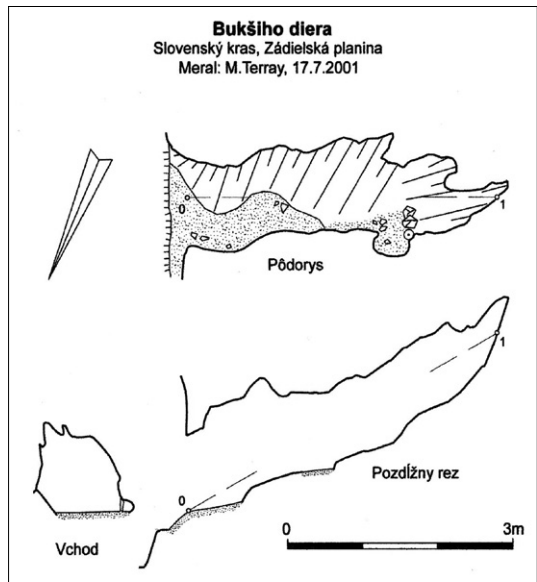 Bukšiho diera
Slovenský kras, Zádielská planina
Meral: M.Terray, 17.7.2001
0
1
Pôdorys
1
0
Pozdĺžny rez
Vchod
0
3m